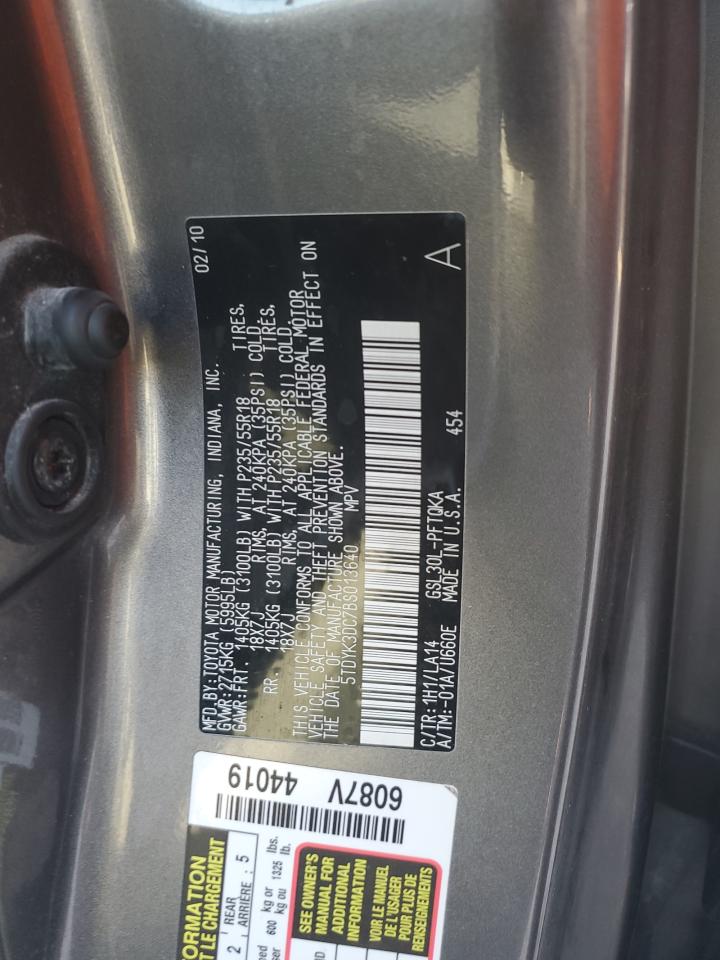 MFD.BY:TOYOTA MOTOR MANUFACTURING, INDIANA, INC. 02/10
GVWR:2715KG (5995LB)
GAWR:FRT. 1405KG (3100LB) WITH P235/55R18 TIRES,
18X7J RIMS, AT 240KPA (35PSI) COLD
RR. 1405KG (3100LB) WITH P235/55R18 TIRES,
18X7J RIMS, AT 240KPA (35PSI) COLD,
THIS VEHICLE CONFORMS TO ALL APPLICABLE FEDERAL MOTOR
VEHICLE SAFETY AND THEFT PREVENTION STANDARDS IN EFFECT ON
THE DATE OF MANUFACTURE SHOWN ABOVE.
5TDYK3DC7BS013640 MPV
C/TR:1H1/LA14 GSL30L-PFTQKA 454 A
A/TM:-01A/U660E MADE IN U.S.A.
6087V 44019
ORMATION
ET LE CHARGEMENT
2 REAR ARRIÈRE : 5
600 kg or 1325 lbs.
kg ou lb.
SEE OWNER'S
MANUAL FOR
ADDITIONAL
INFORMATION
VOIR LE MANUEL
DE L'USAGER
POUR PLUS DE
RENSEIGNEMENTS